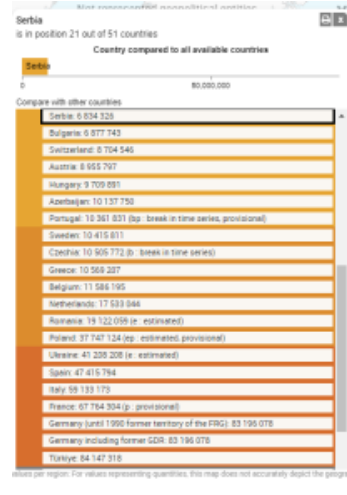 Not represented geopolitical entities
Serbia
is in position 21 out of 51 countries
Country compared to all available countries
Serbia
0 80,000,000
Compare with other countries
Serbia: 6 834 326
Bulgaria: 6 877 743
Switzerland: 8 704 546
Austria: 8 955 797
Hungary: 9 709 891
Azerbaijan: 10 137 750
Portugal: 10 361 831 (bp : break in time series, provisional)
Sweden: 10 415 811
Czechia: 10 505 772 (b : break in time series)
Greece: 10 569 207
Belgium: 11 586 195
Netherlands: 17 533 044
Romania: 19 122 059 (e : estimated)
Poland: 37 747 124 (ep : estimated, provisional)
Ukraine: 41 208 208 (e : estimated)
Spain: 47 415 794
Italy: 59 133 173
France: 67 764 304 (p : provisional)
Germany (until 1990 former territory of the FRG): 83 196 078
Germany including former GDR: 83 196 078
Türkiye: 84 147 318
values per region. For values representing quantities, this map does not accurately depict the